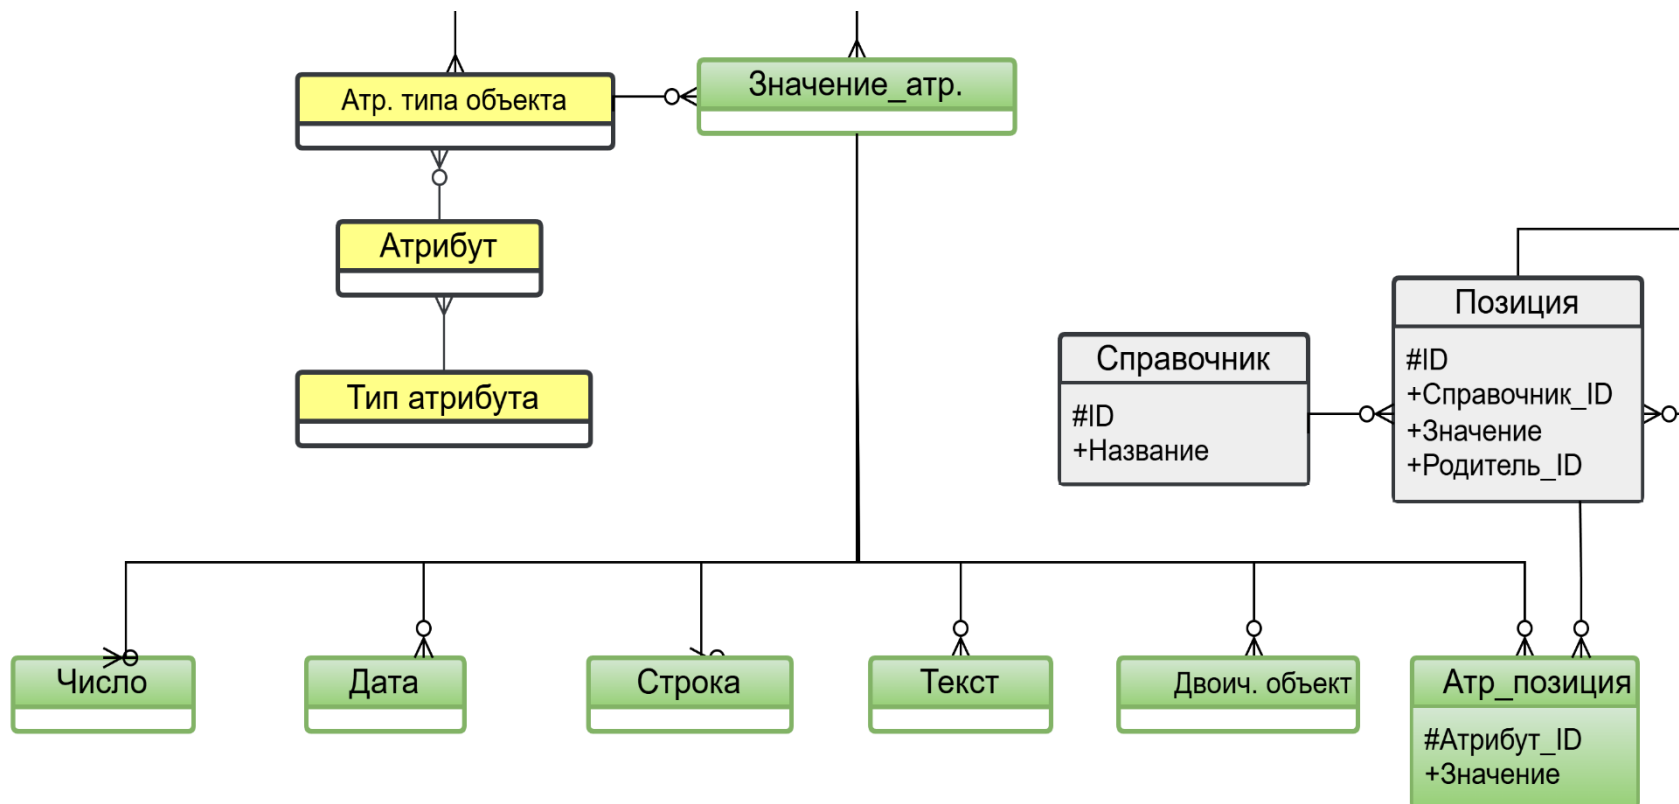 Значение_атр.
Атр. типа объекта
Атрибут
Тип атрибута
Справочник
#ID
+Название
Позиция
#ID
+Справочник_ID
+Значение
+Родитель_ID
Число
Дата
Строка
Текст
Двоич. объект
Атр_позиция
#Атрибут_ID
+Значение